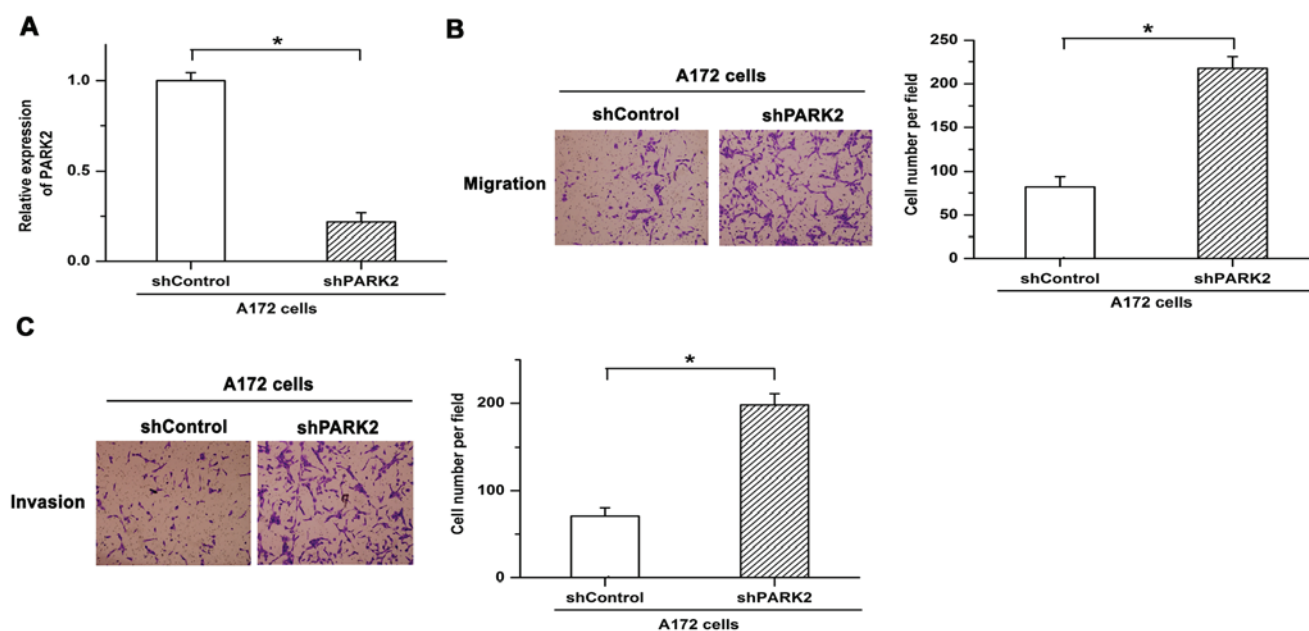 A
*
Relative expression
of PARK2
1.0
0.5
0.0
shControl
shPARK2
A172 cells
B
A172 cells
shControl
shPARK2
Migration
*
Cell number per field
250
200
150
100
50
0
shControl
shPARK2
A172 cells
C
A172 cells
shControl
shPARK2
Invasion
*
Cell number per field
200
100
0
shControl
shPARK2
A172 cells